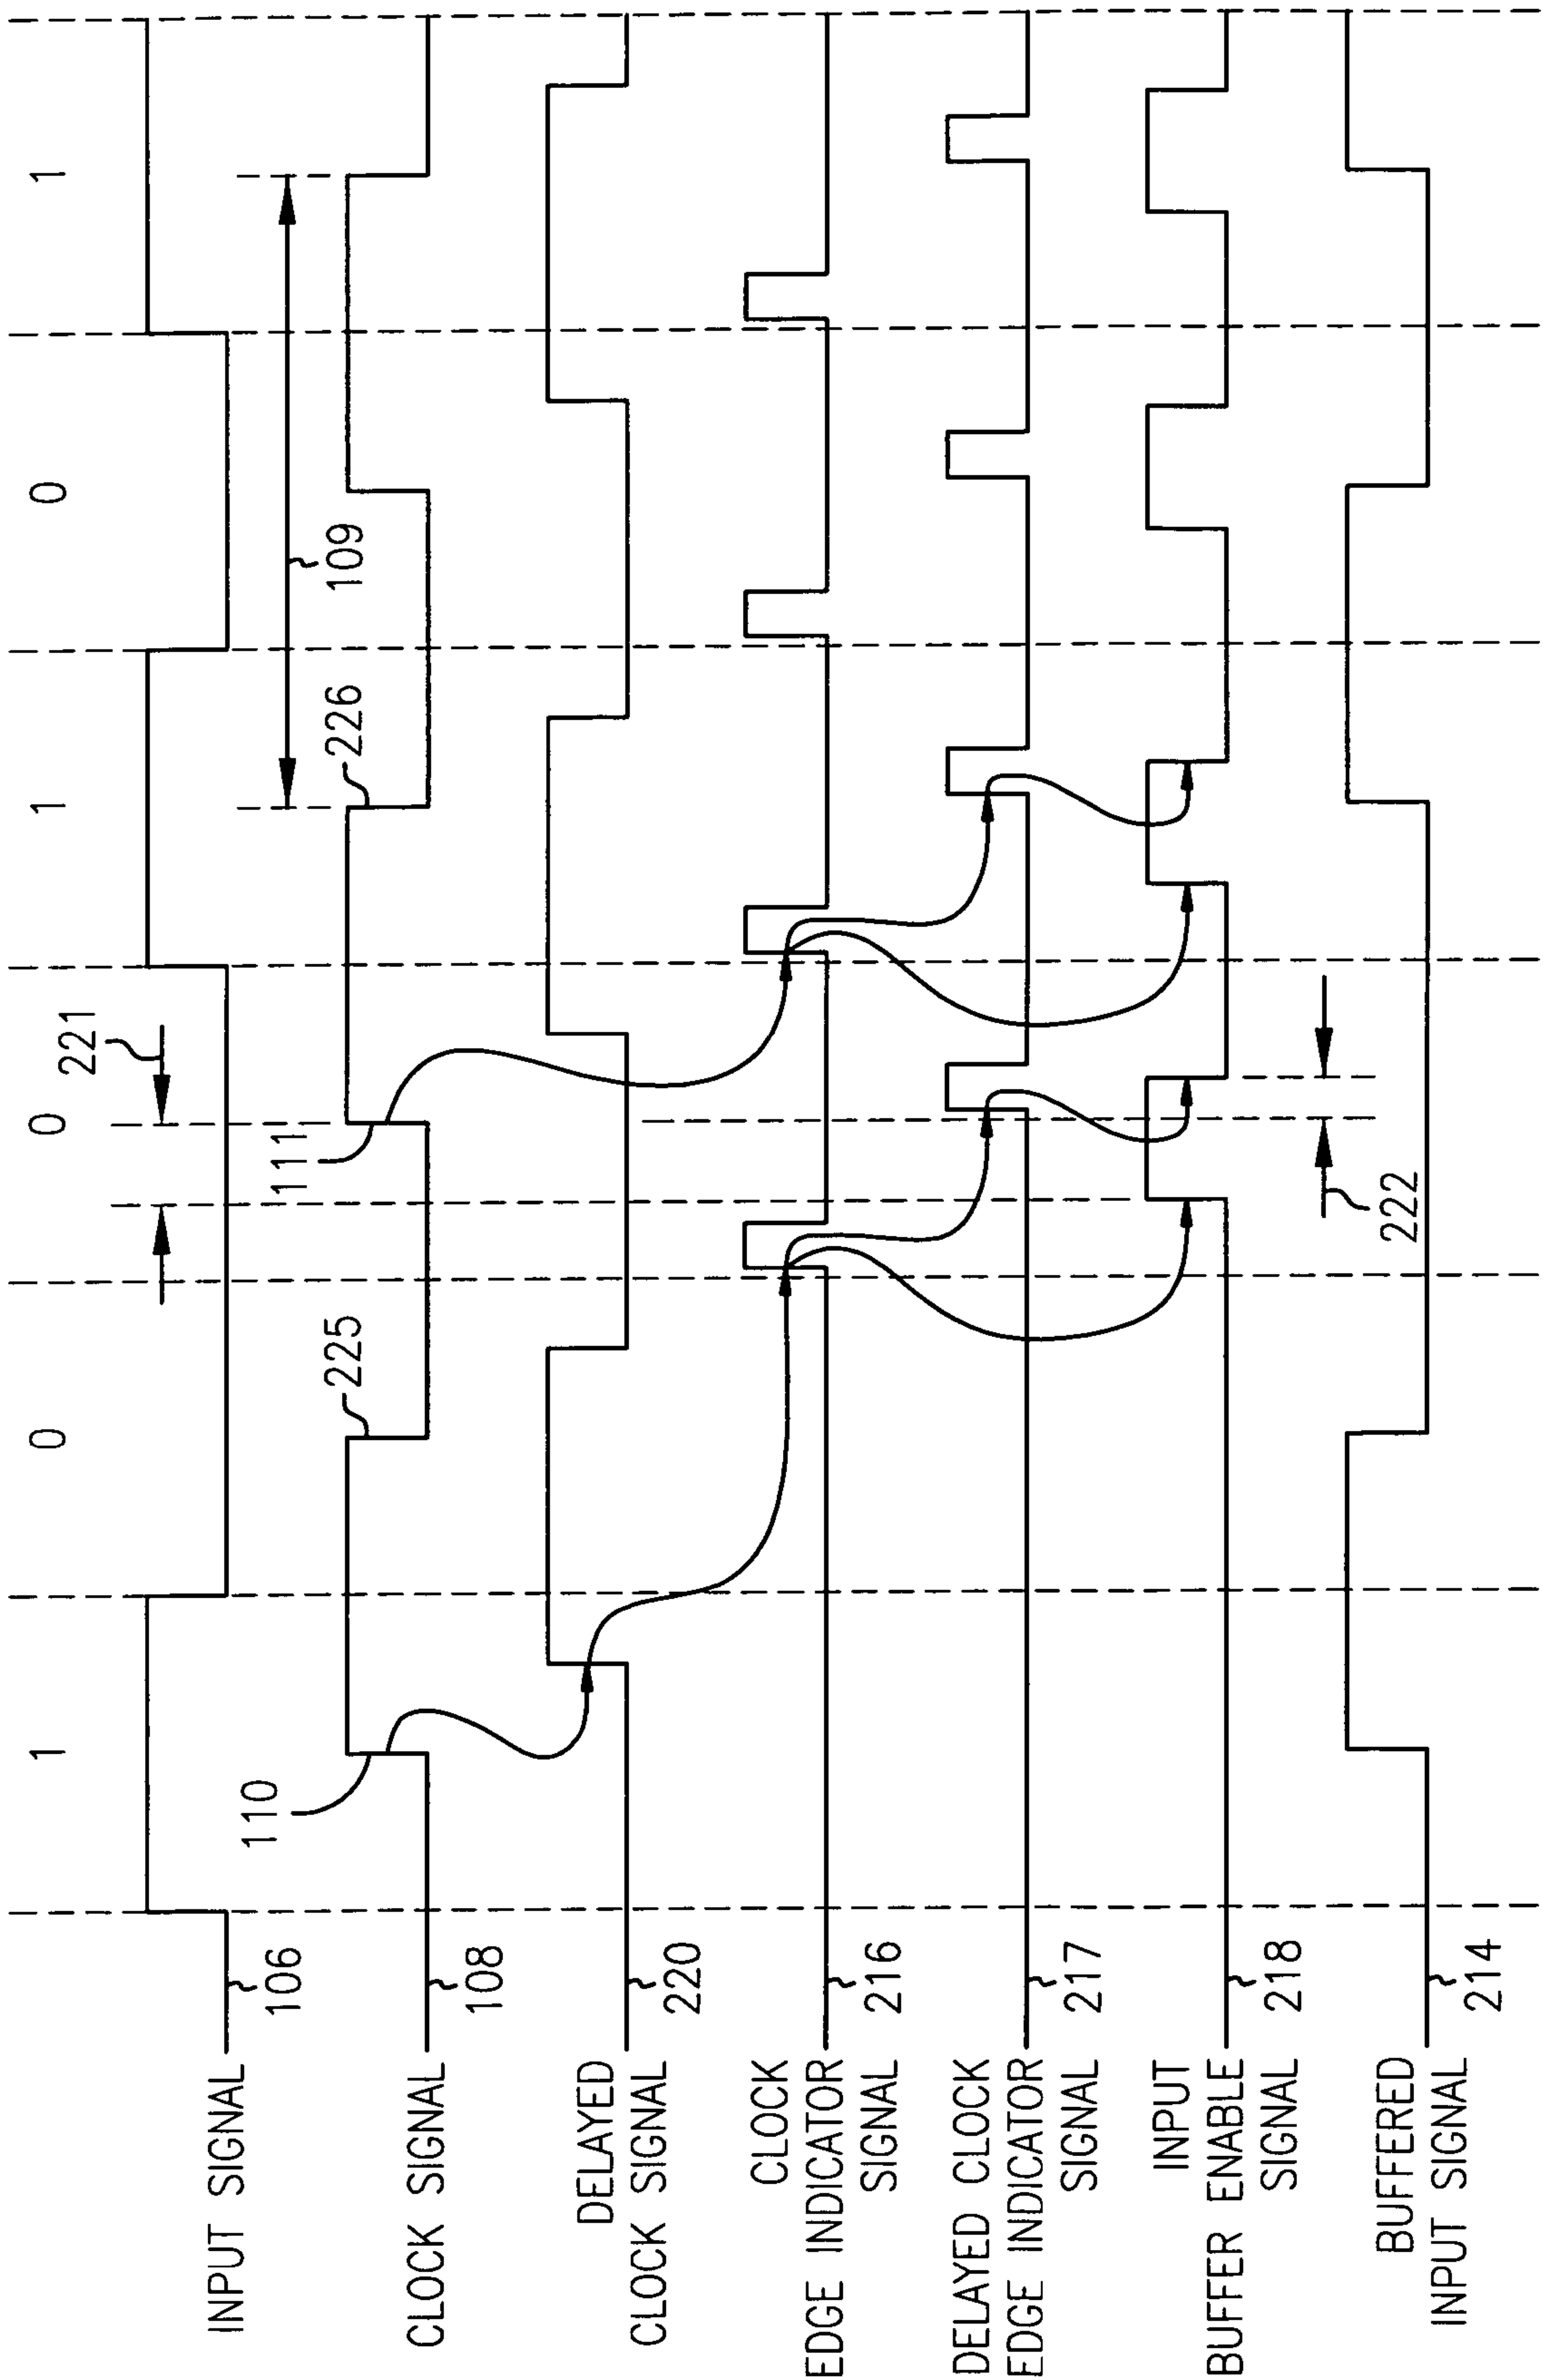 1 0 0 1 0 1
INPUT SIGNAL
106
221
109
CLOCK SIGNAL
108
110
225
111
226
DELAYED
CLOCK SIGNAL
220
CLOCK
EDGE INDICATOR
SIGNAL
216
DELAYED CLOCK
EDGE INDICATOR
SIGNAL
217
INPUT
BUFFER ENABLE
SIGNAL
218
222
BUFFERED
INPUT SIGNAL
214